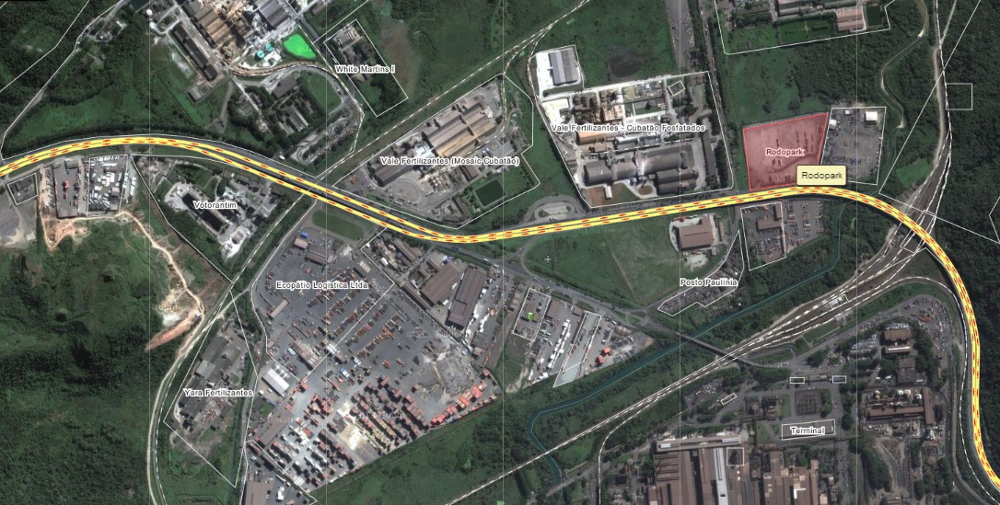 White Martins I
Vale Fertilizantes - Cubatão Fosfatados
Vale Fertilizantes (Mosaic Cubatão)
Rodopark
Rodopark
Votorantim
Ecopátio Logística Ltda
Posto Paulínia
Yara Fertilizantes
Terminal